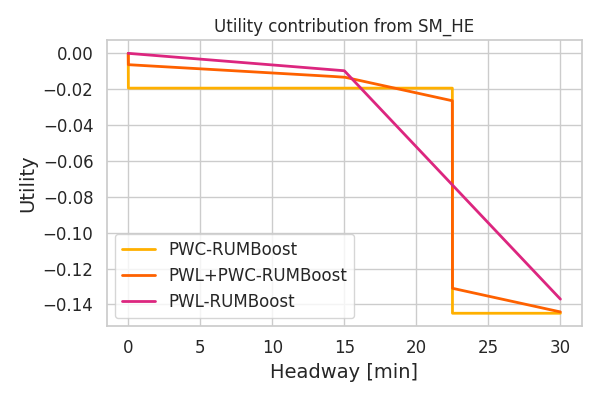 Utility contribution from SM_HE
0.00
−0.02
−0.04
−0.06
−0.08
−0.10
−0.12
−0.14
Utility
PWC-RUMBoost
PWL+PWC-RUMBoost
PWL-RUMBoost
0 5 10 15 20 25 30
Headway [min]